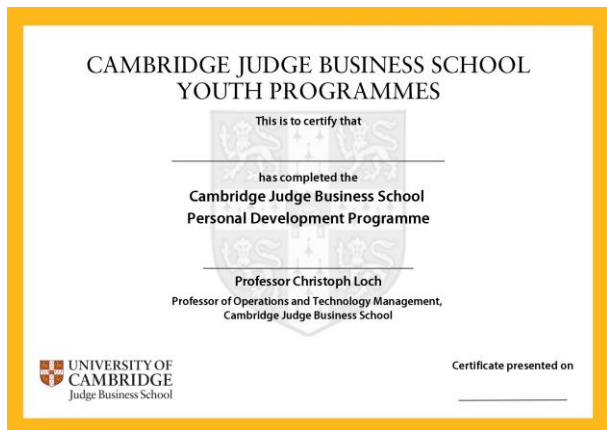 CAMBRIDGE JUDGE BUSINESS SCHOOL
YOUTH PROGRAMMES
This is to certify that
has completed the
Cambridge Judge Business School
Personal Development Programme
Professor Christoph Loch
Professor of Operations and Technology Management,
Cambridge Judge Business School
UNIVERSITY OF
CAMBRIDGE
Judge Business School
Certificate presented on